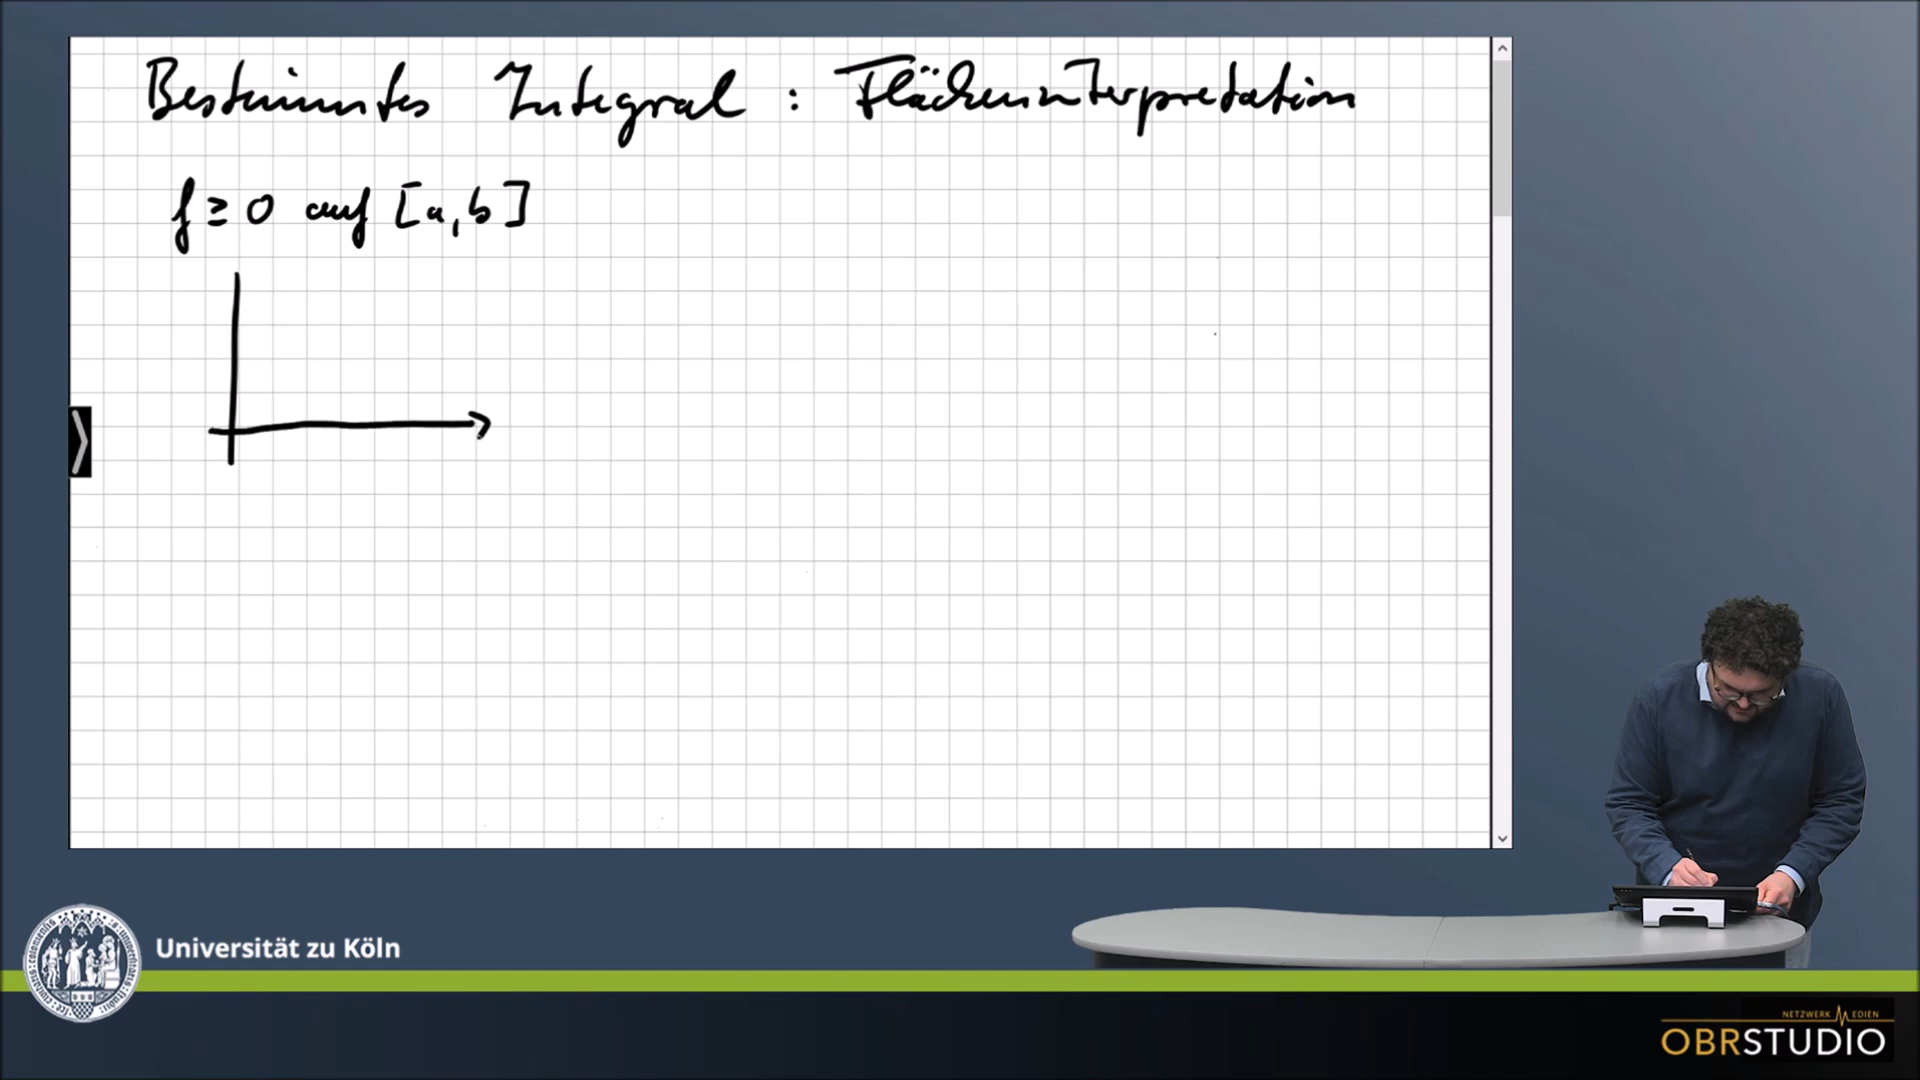 Bestimmtes Integral : Flächeninterpretation
f ≥ 0 auf [a, b]
Universität zu Köln
NETZWERK MEDIEN
OBRSTUDIO